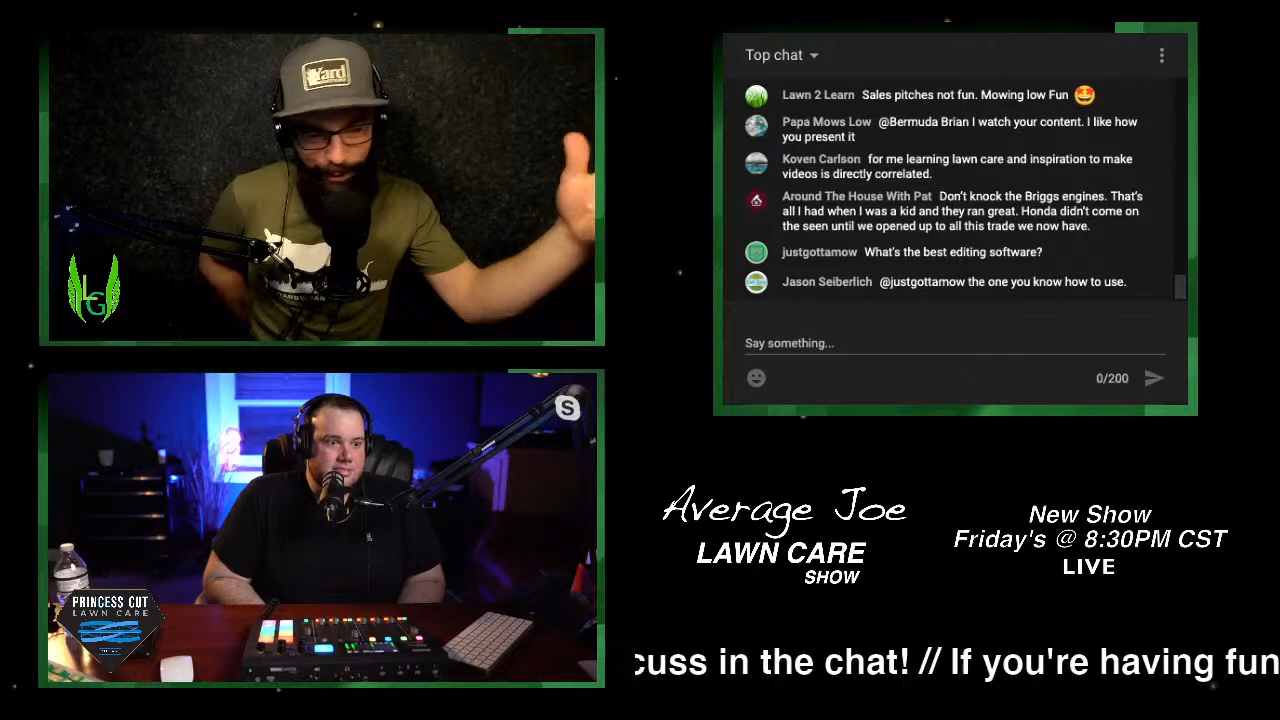 Yard
LG
S
PRINCESS CUT
LAWN CARE
Top chat
Lawn 2 Learn Sales pitches not fun. Mowing low Fun 🤩
Papa Mows Low @Bermuda Brian I watch your content. I like how
you present it
Koven Carlson for me learning lawn care and inspiration to make
videos is directly correlated.
Around The House With Pat Don't knock the Briggs engines. That's
all I had when I was a kid and they ran great. Honda didn't come on
the seen until we opened up to all this trade we now have.
justgottamow What's the best editing software?
Jason Seiberlich @justgottamow the one you know how to use.
Say something...
0/200
Average Joe
LAWN CARE
SHOW
New Show
Friday's @ 8:30PM CST
LIVE
cuss in the chat! // If you're having fun